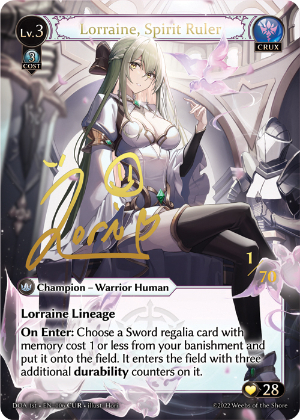 Lv.3
Lorraine, Spirit Ruler
CRUX
3
COST
1
70
Champion – Warrior Human
Lorraine Lineage
On Enter: Choose a Sword regalia card with
memory cost 1 or less from your banishment and
put it onto the field. It enters the field with three
additional durability counters on it.
28
©2022 Weebs of the Shore